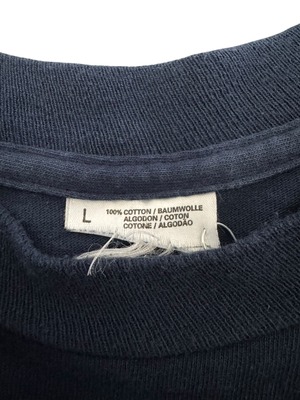 L
100% COTTON / BAUMWOLLE
ALGODON / COTON
COTONE / ALGODÃO